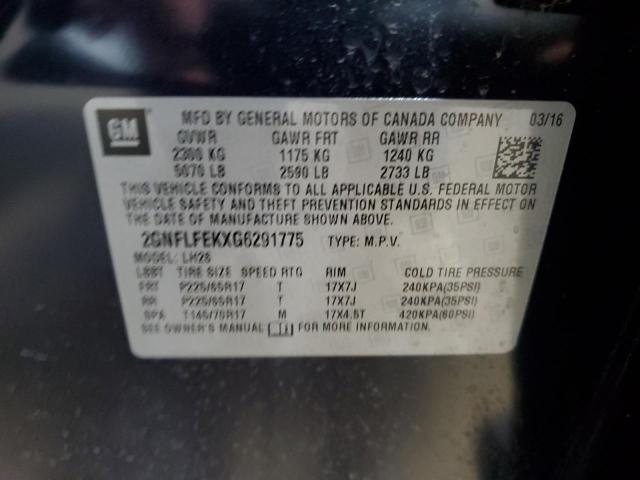 GM
MFD BY GENERAL MOTORS OF CANADA COMPANY 03/16
GVWR GAWR FRT GAWR RR
2300 KG 1175 KG 1240 KG
5070 LB 2590 LB 2733 LB
THIS VEHICLE CONFORMS TO ALL APPLICABLE U.S. FEDERAL MOTOR
VEHICLE SAFETY AND THEFT PREVENTION STANDARDS IN EFFECT ON
THE DATE OF MANUFACTURE SHOWN ABOVE.
2GNFLFEKXG6291775 TYPE: M.P.V.
MODEL: LH26
TIRE SIZE SPEED RTG RIM COLD TIRE PRESSURE
FRT P225/65R17 T 17X7J 240KPA(35PSI)
RR P225/65R17 T 17X7J 240KPA(35PSI)
SPA T145/70R17 M 17X4.5T 420KPA(60PSI)
SEE OWNER'S MANUAL FOR MORE INFORMATION.